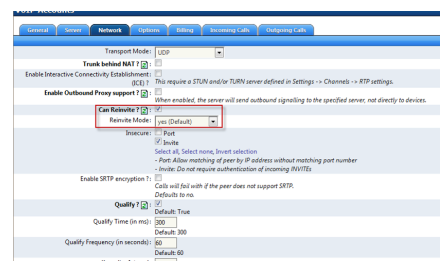 VoIP Accounts
General Server Network Options Billing Incoming Calls Outgoing Calls
Transport Mode: UDP
Trunk behind NAT ? :
Enable Interactive Connectivity Establishment
(ICE) ? : This require a STUN and/or TURN server defined in Settings -> Channels -> RTP settings.
Enable Outbound Proxy support ? :
When enabled, the server will send outbound signalling to the specified server, not directly to devices.
Can Reinvite ? :
Reinvite Mode: yes (Default)
Insecure: Port
Invite
Select all, Select none, Invert selection
- Port: Allow matching of peer by IP address without matching port number
- Invite: Do not require authentication of incoming INVITEs
Enable SRTP encryption ?:
Calls will fail with if the peer does not support SRTP.
Defaults to no.
Qualify ? :
Default: True
Qualify Time (in ms): 300
Default: 300
Qualify Frequency (in seconds): 60
Default: 60